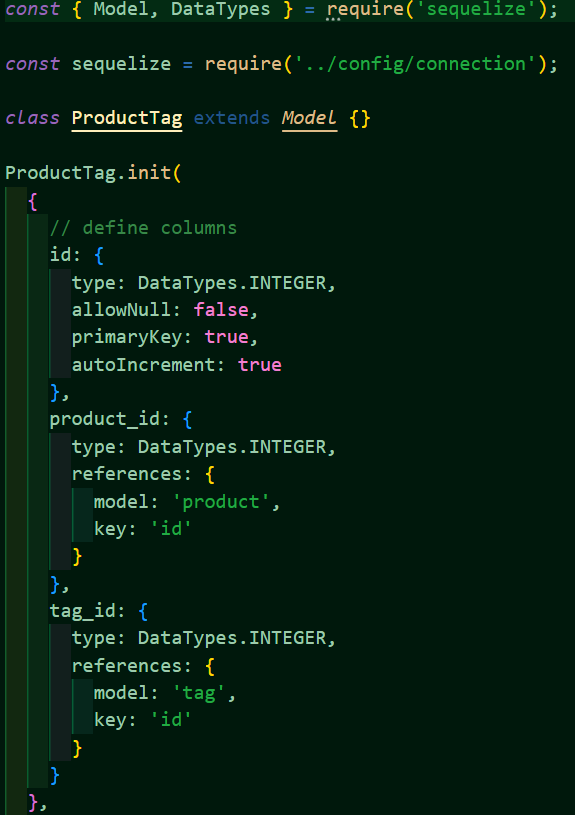 const { Model, DataTypes } = require('sequelize');
const sequelize = require('../config/connection');
class ProductTag extends Model {}
ProductTag.init(
{
// define columns
id: {
type: DataTypes.INTEGER,
allowNull: false,
primaryKey: true,
autoIncrement: true
},
product_id: {
type: DataTypes.INTEGER,
references: {
model: 'product',
key: 'id'
}
},
tag_id: {
type: DataTypes.INTEGER,
references: {
model: 'tag',
key: 'id'
}
}
},